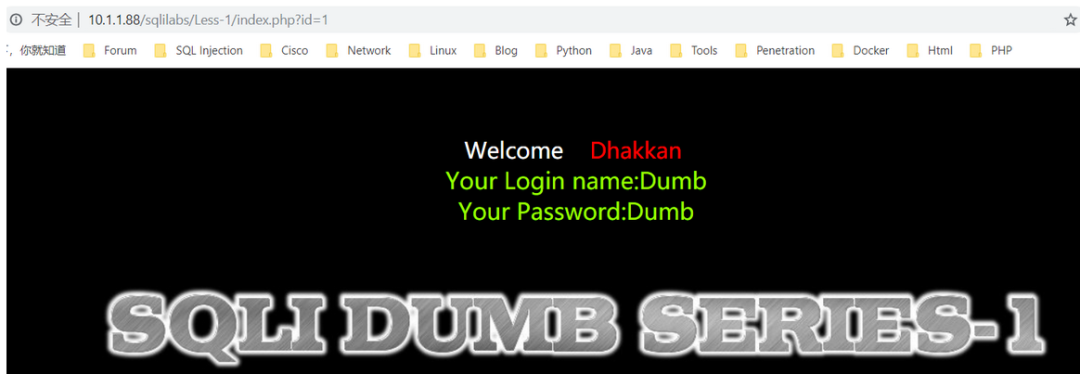 不安全 | 10.1.1.88/sqlilabs/Less-1/index.php?id=1
，你就知道 Forum SQL Injection Cisco Network Linux Blog Python Java Tools Penetration Docker Html PHP
Welcome Dhakkan
Your Login name:Dumb
Your Password:Dumb
SQLI DUMB SERIES-1